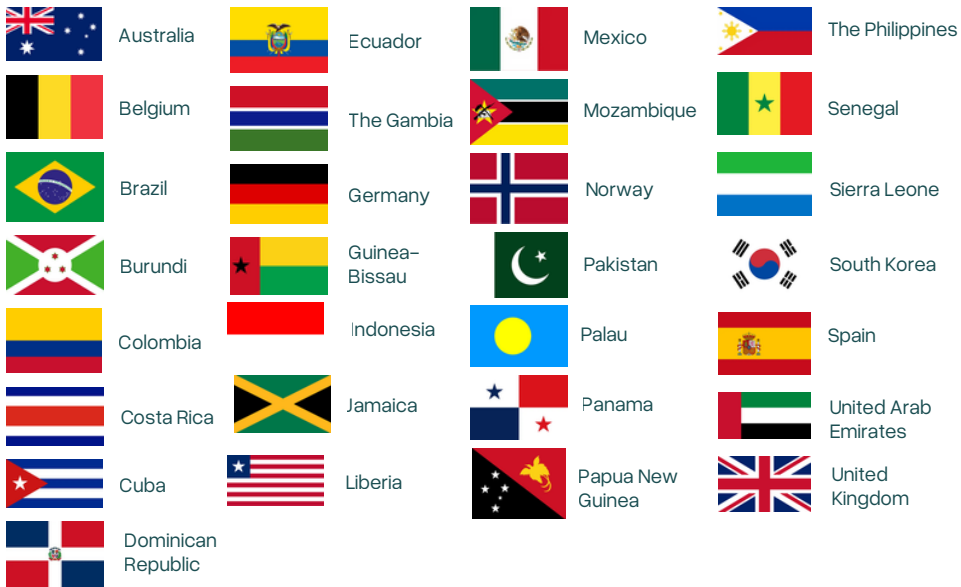 Australia
Belgium
Brazil
Burundi
Colombia
Costa Rica
Cuba
Dominican
Republic
Ecuador
The Gambia
Germany
Guinea-
Bissau
Indonesia
Jamaica
Liberia
Mexico
Mozambique
Norway
Pakistan
Palau
Panama
Papua New
Guinea
The Philippines
Senegal
Sierra Leone
South Korea
Spain
United Arab
Emirates
United
Kingdom